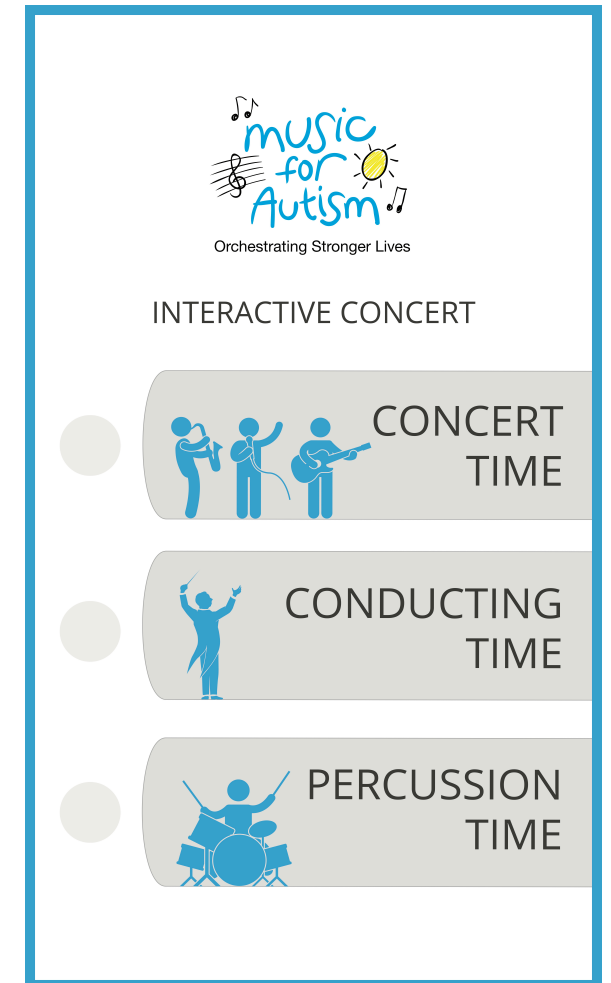 music
for
Autism
Orchestrating Stronger Lives
INTERACTIVE CONCERT
CONCERT
TIME
CONDUCTING
TIME
PERCUSSION
TIME